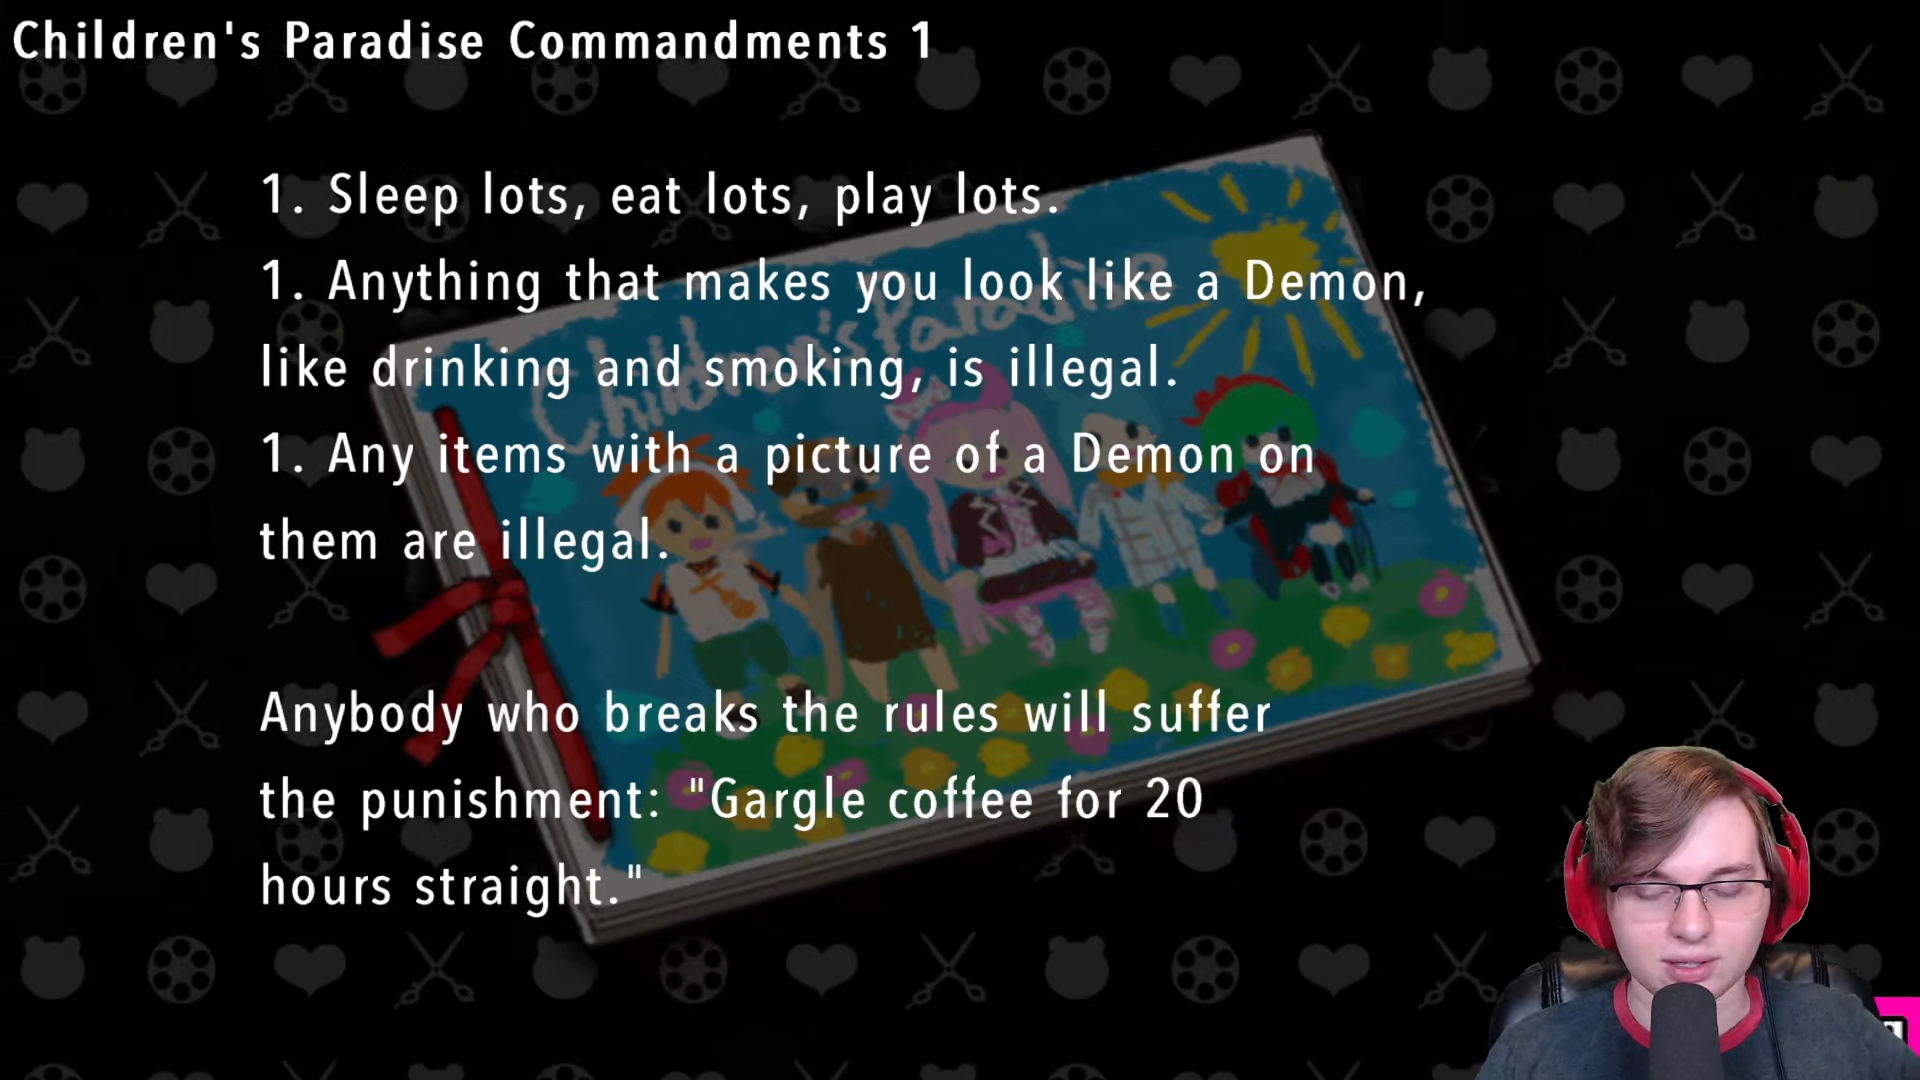 Children's Paradise Commandments 1
1. Sleep lots, eat lots, play lots.
1. Anything that makes you look like a Demon,
like drinking and smoking, is illegal.
1. Any items with a picture of a Demon on
them are illegal.
Anybody who breaks the rules will suffer
the punishment: "Gargle coffee for 20
hours straight."
Children's Paradise